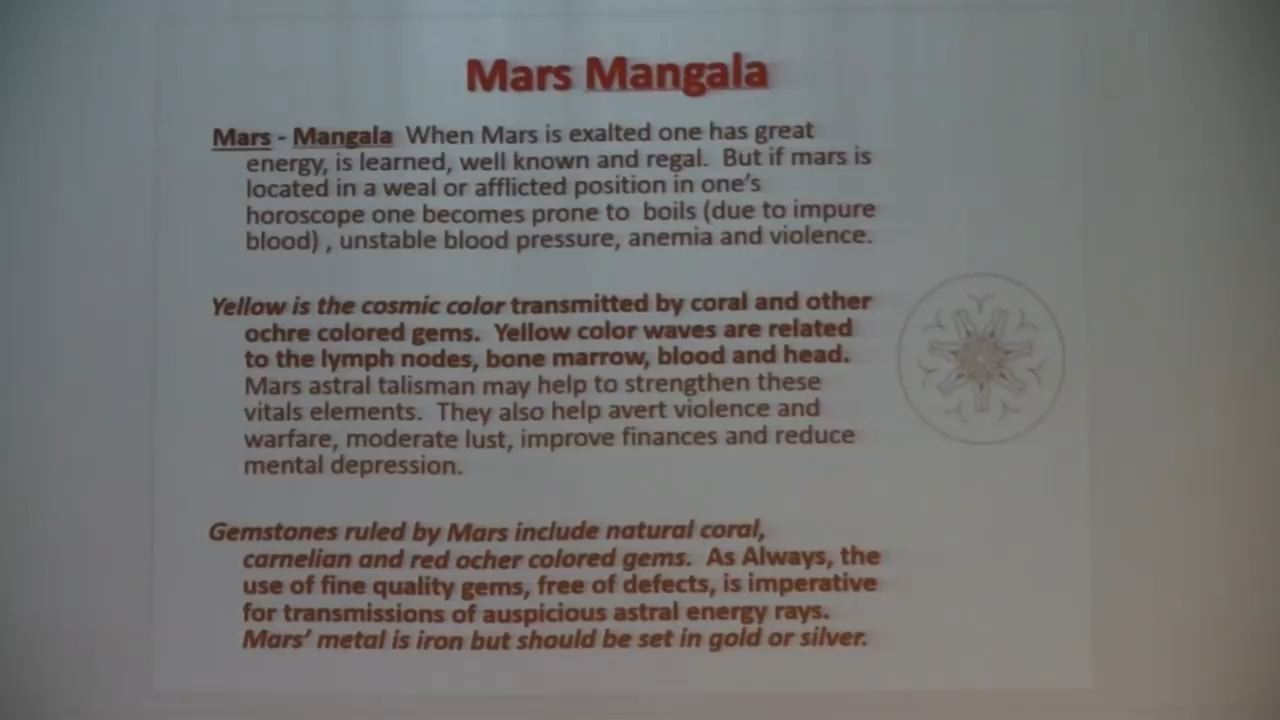 Mars Mangala
Mars - Mangala When Mars is exalted one has great
energy, is learned, well known and regal. But if mars is
located in a weal or afflicted position in one's
horoscope one becomes prone to boils (due to impure
blood) , unstable blood pressure, anemia and violence.
Yellow is the cosmic color transmitted by coral and other
ochre colored gems. Yellow color waves are related
to the lymph nodes, bone marrow, blood and head.
Mars astral talisman may help to strengthen these
vitals elements. They also help avert violence and
warfare, moderate lust, improve finances and reduce
mental depression.
Gemstones ruled by Mars include natural coral,
carnelian and red ocher colored gems. As Always, the
use of fine quality gems, free of defects, is imperative
for transmissions of auspicious astral energy rays.
Mars' metal is iron but should be set in gold or silver.